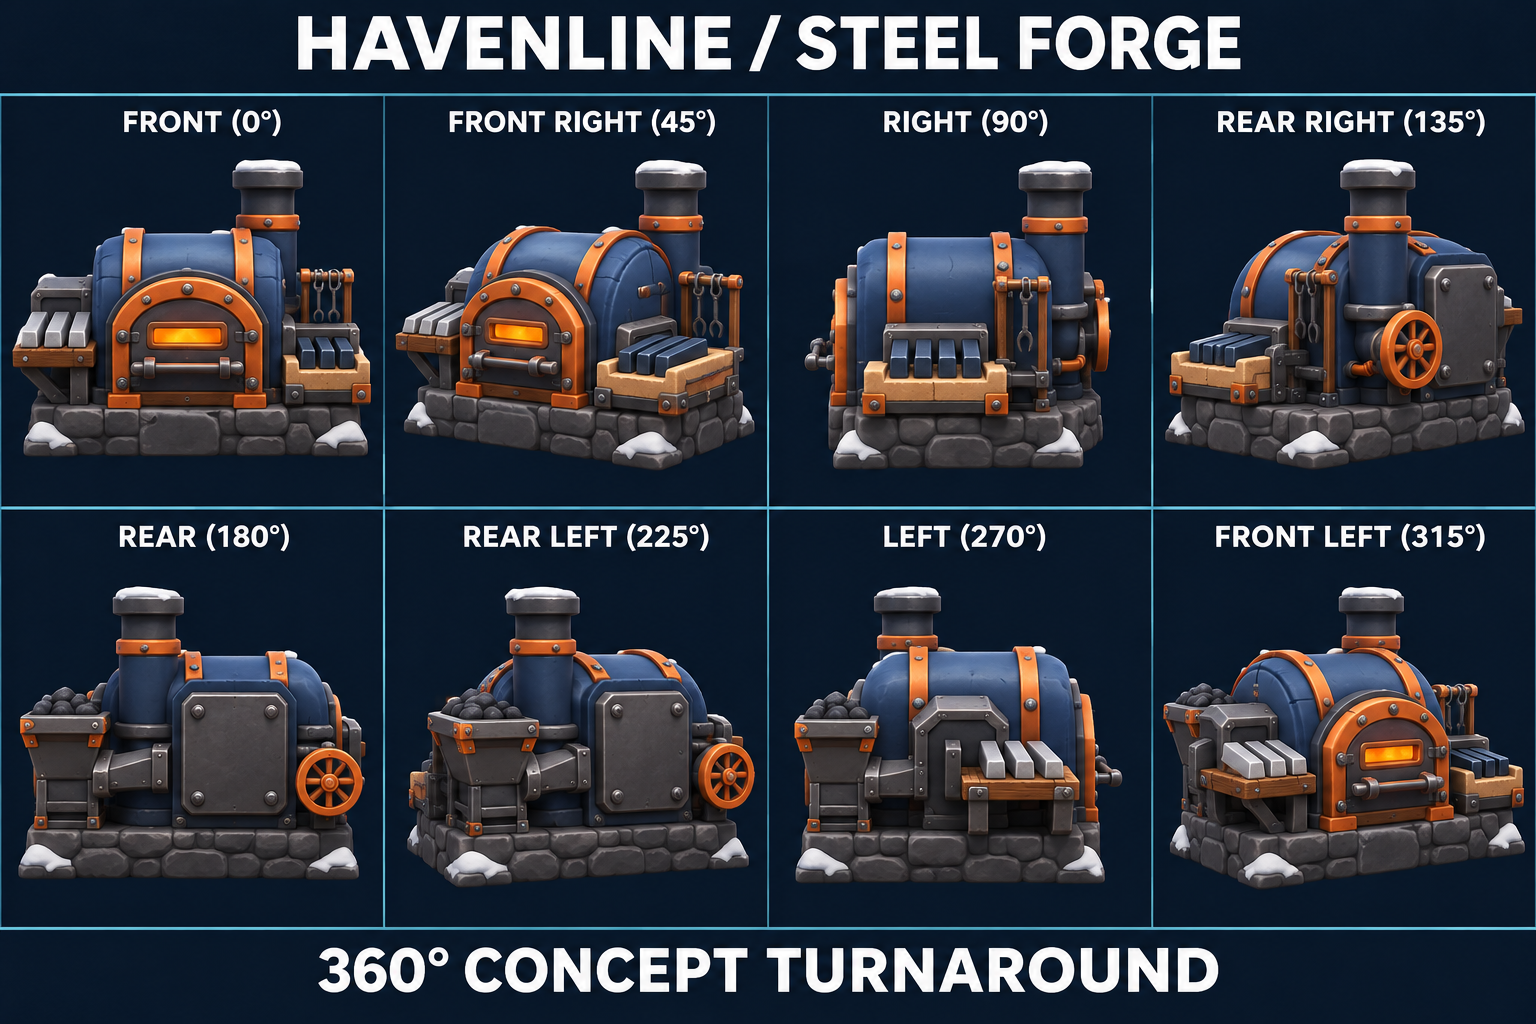 HAVENLINE / STEEL FORGE
FRONT (0°)
FRONT RIGHT (45°)
RIGHT (90°)
REAR RIGHT (135°)
REAR (180°)
REAR LEFT (225°)
LEFT (270°)
FRONT LEFT (315°)
360° CONCEPT TURNAROUND